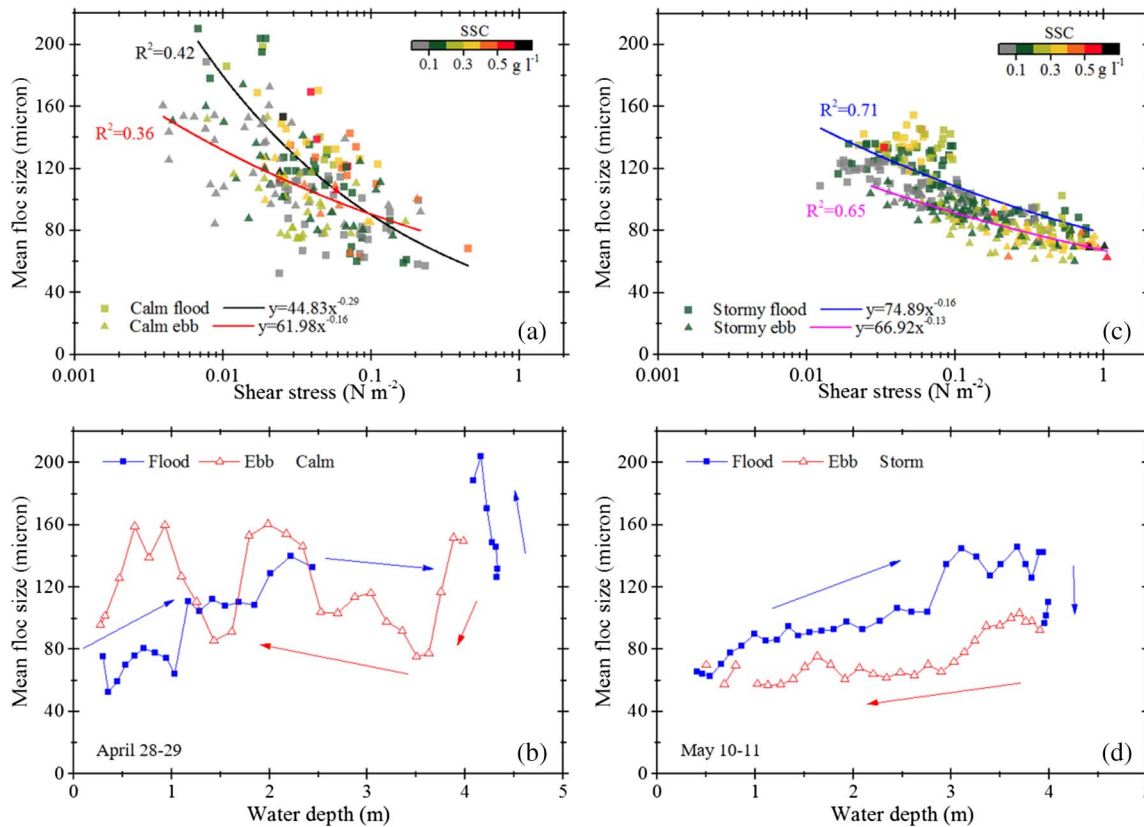 SSC
0.1 0.3 0.5 g l-1
R2=0.42
R2=0.36
Calm flood y=44.83x-0.29
Calm ebb y=61.98x-0.16
(a)
Mean floc size (micron)
200
160
120
80
40
0
0.001 0.01 0.1 1
Shear stress (N m-2)
SSC
0.1 0.3 0.5 g l-1
R2=0.71
R2=0.65
Stormy flood y=74.89x-0.16
Stormy ebb y=66.92x-0.13
(c)
Mean floc size (micron)
200
160
120
80
40
0
0.001 0.01 0.1 1
Shear stress (N m-2)
Flood Ebb Calm
Mean floc size (micron)
200
160
120
80
40
0
April 28-29
(b)
0 1 2 3 4 5
Water depth (m)
Flood Ebb Storm
Mean floc size (micron)
200
160
120
80
40
0
May 10-11
(d)
0 1 2 3 4 5
Water depth (m)